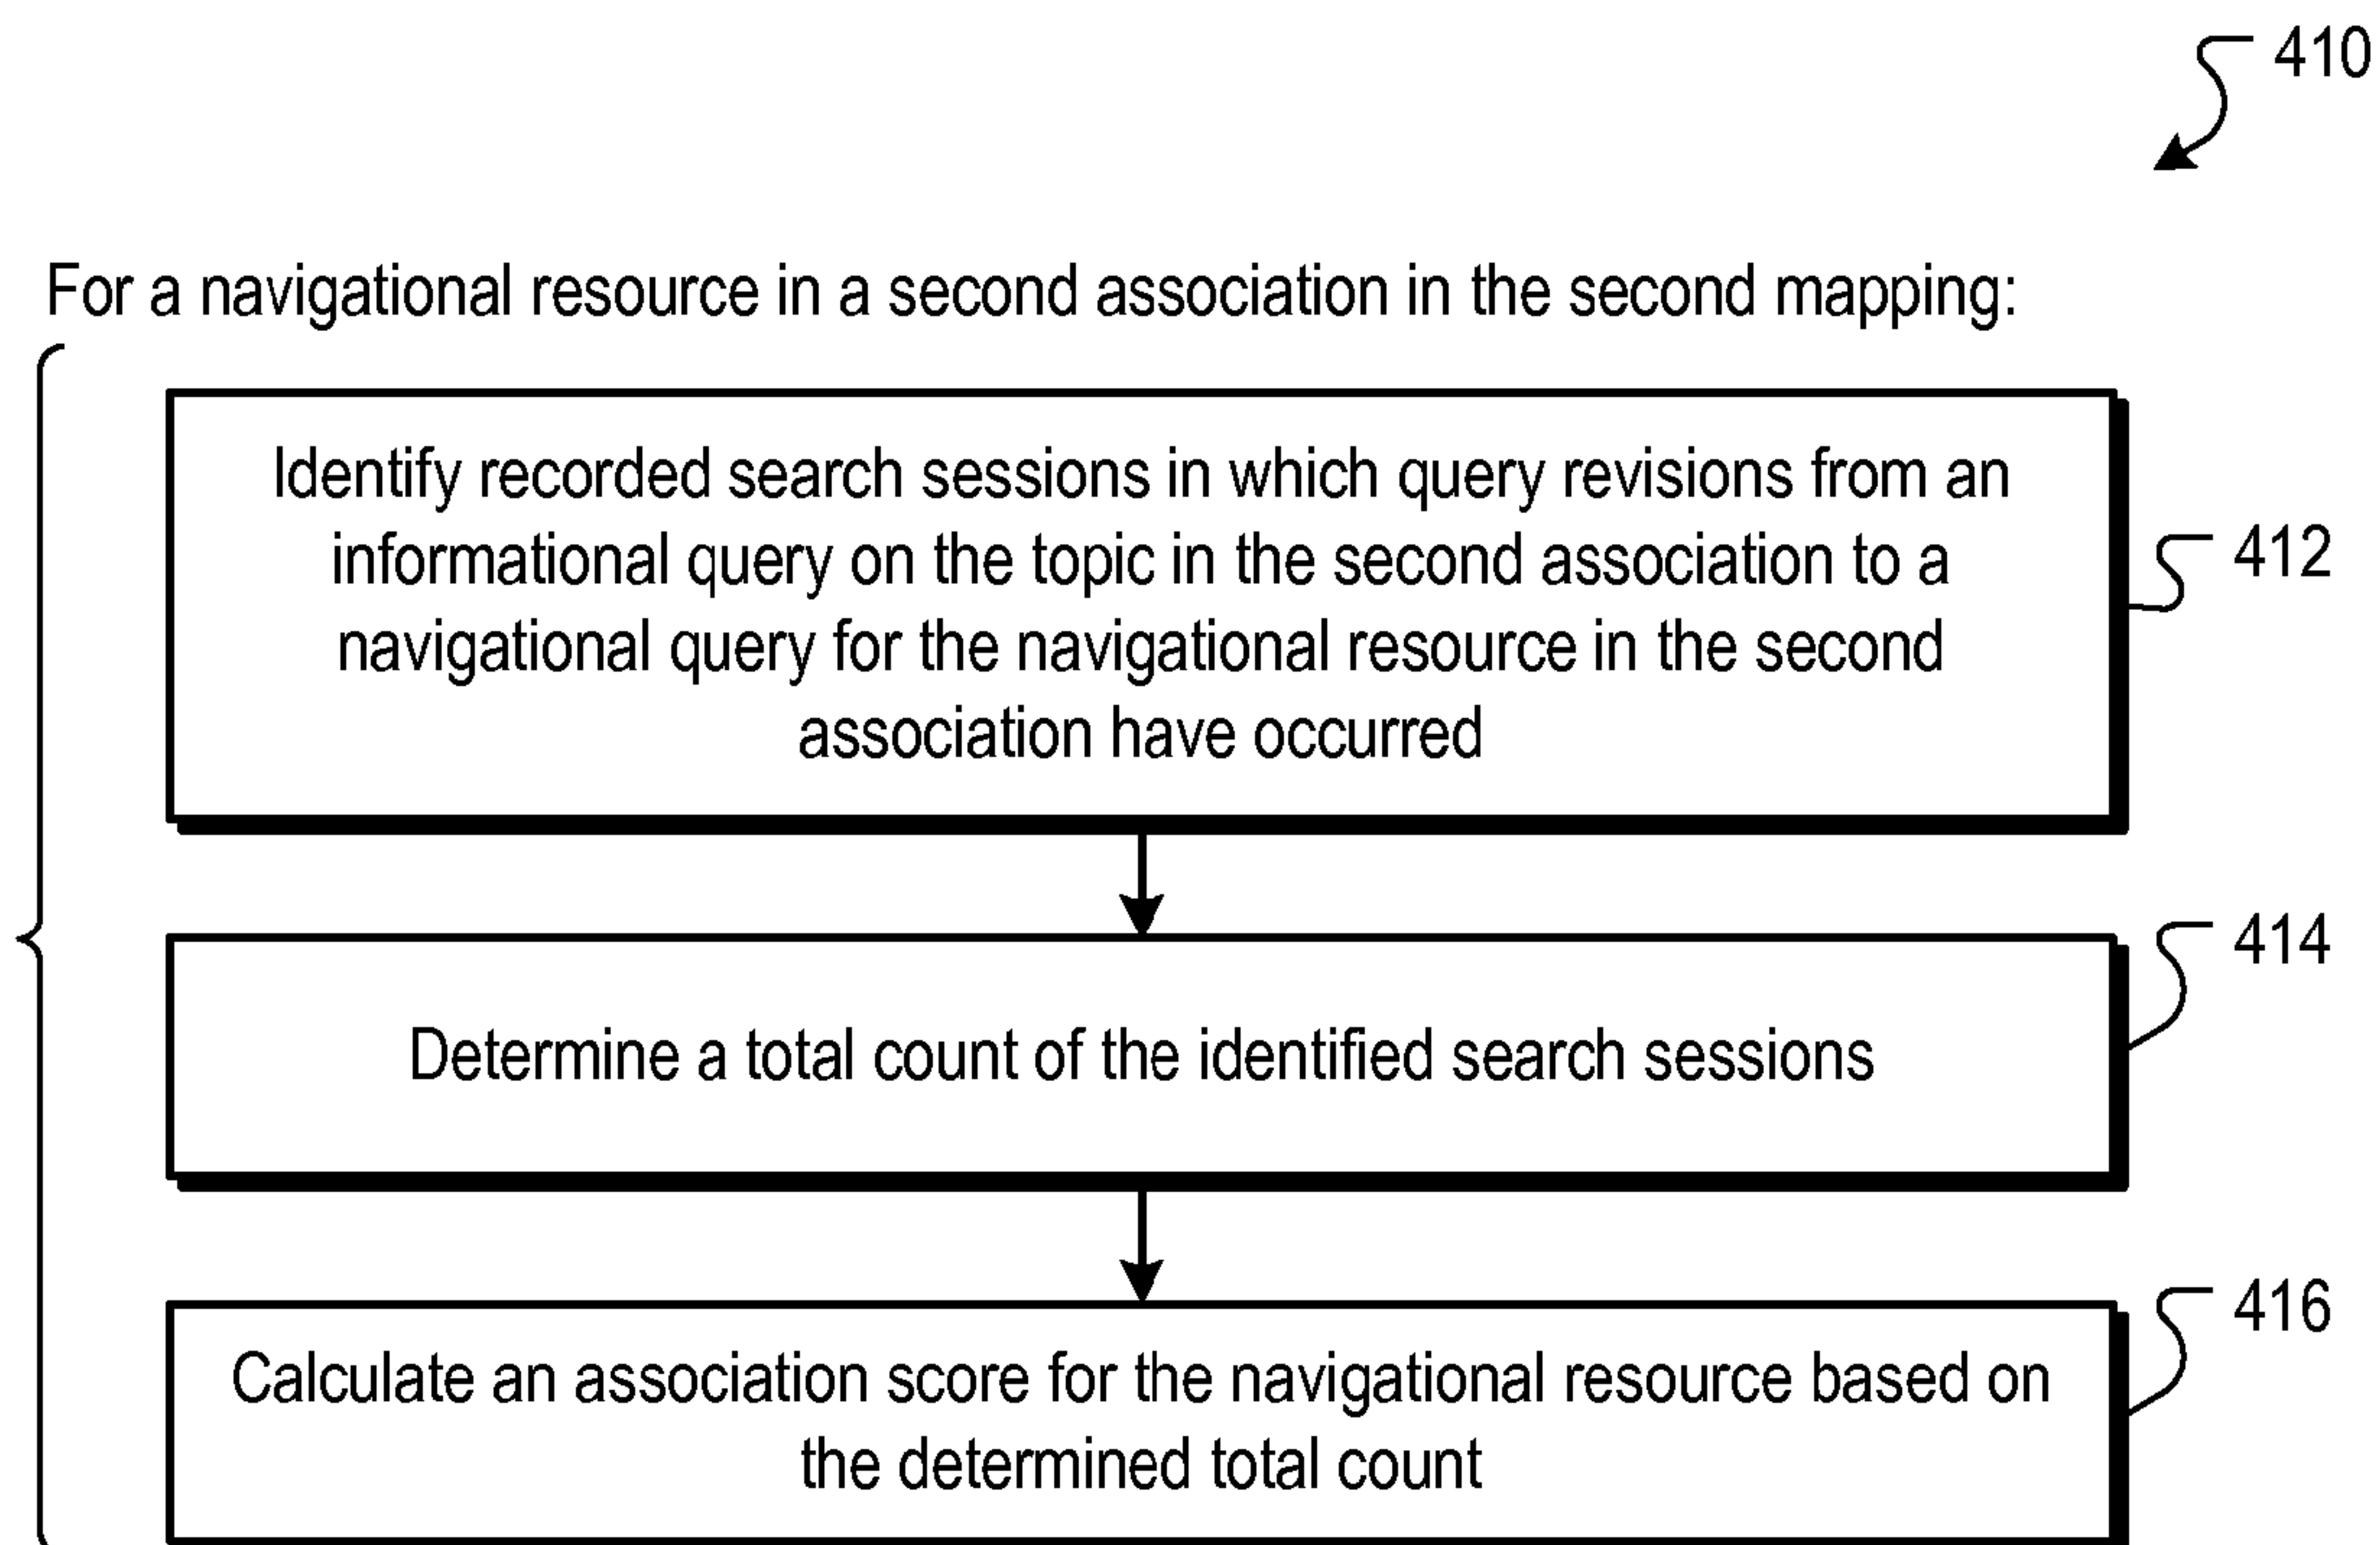 410
For a navigational resource in a second association in the second mapping:
Identify recorded search sessions in which query revisions from an
informational query on the topic in the second association to a
navigational query for the navigational resource in the second
association have occurred
412
Determine a total count of the identified search sessions
414
Calculate an association score for the navigational resource based on
the determined total count
416